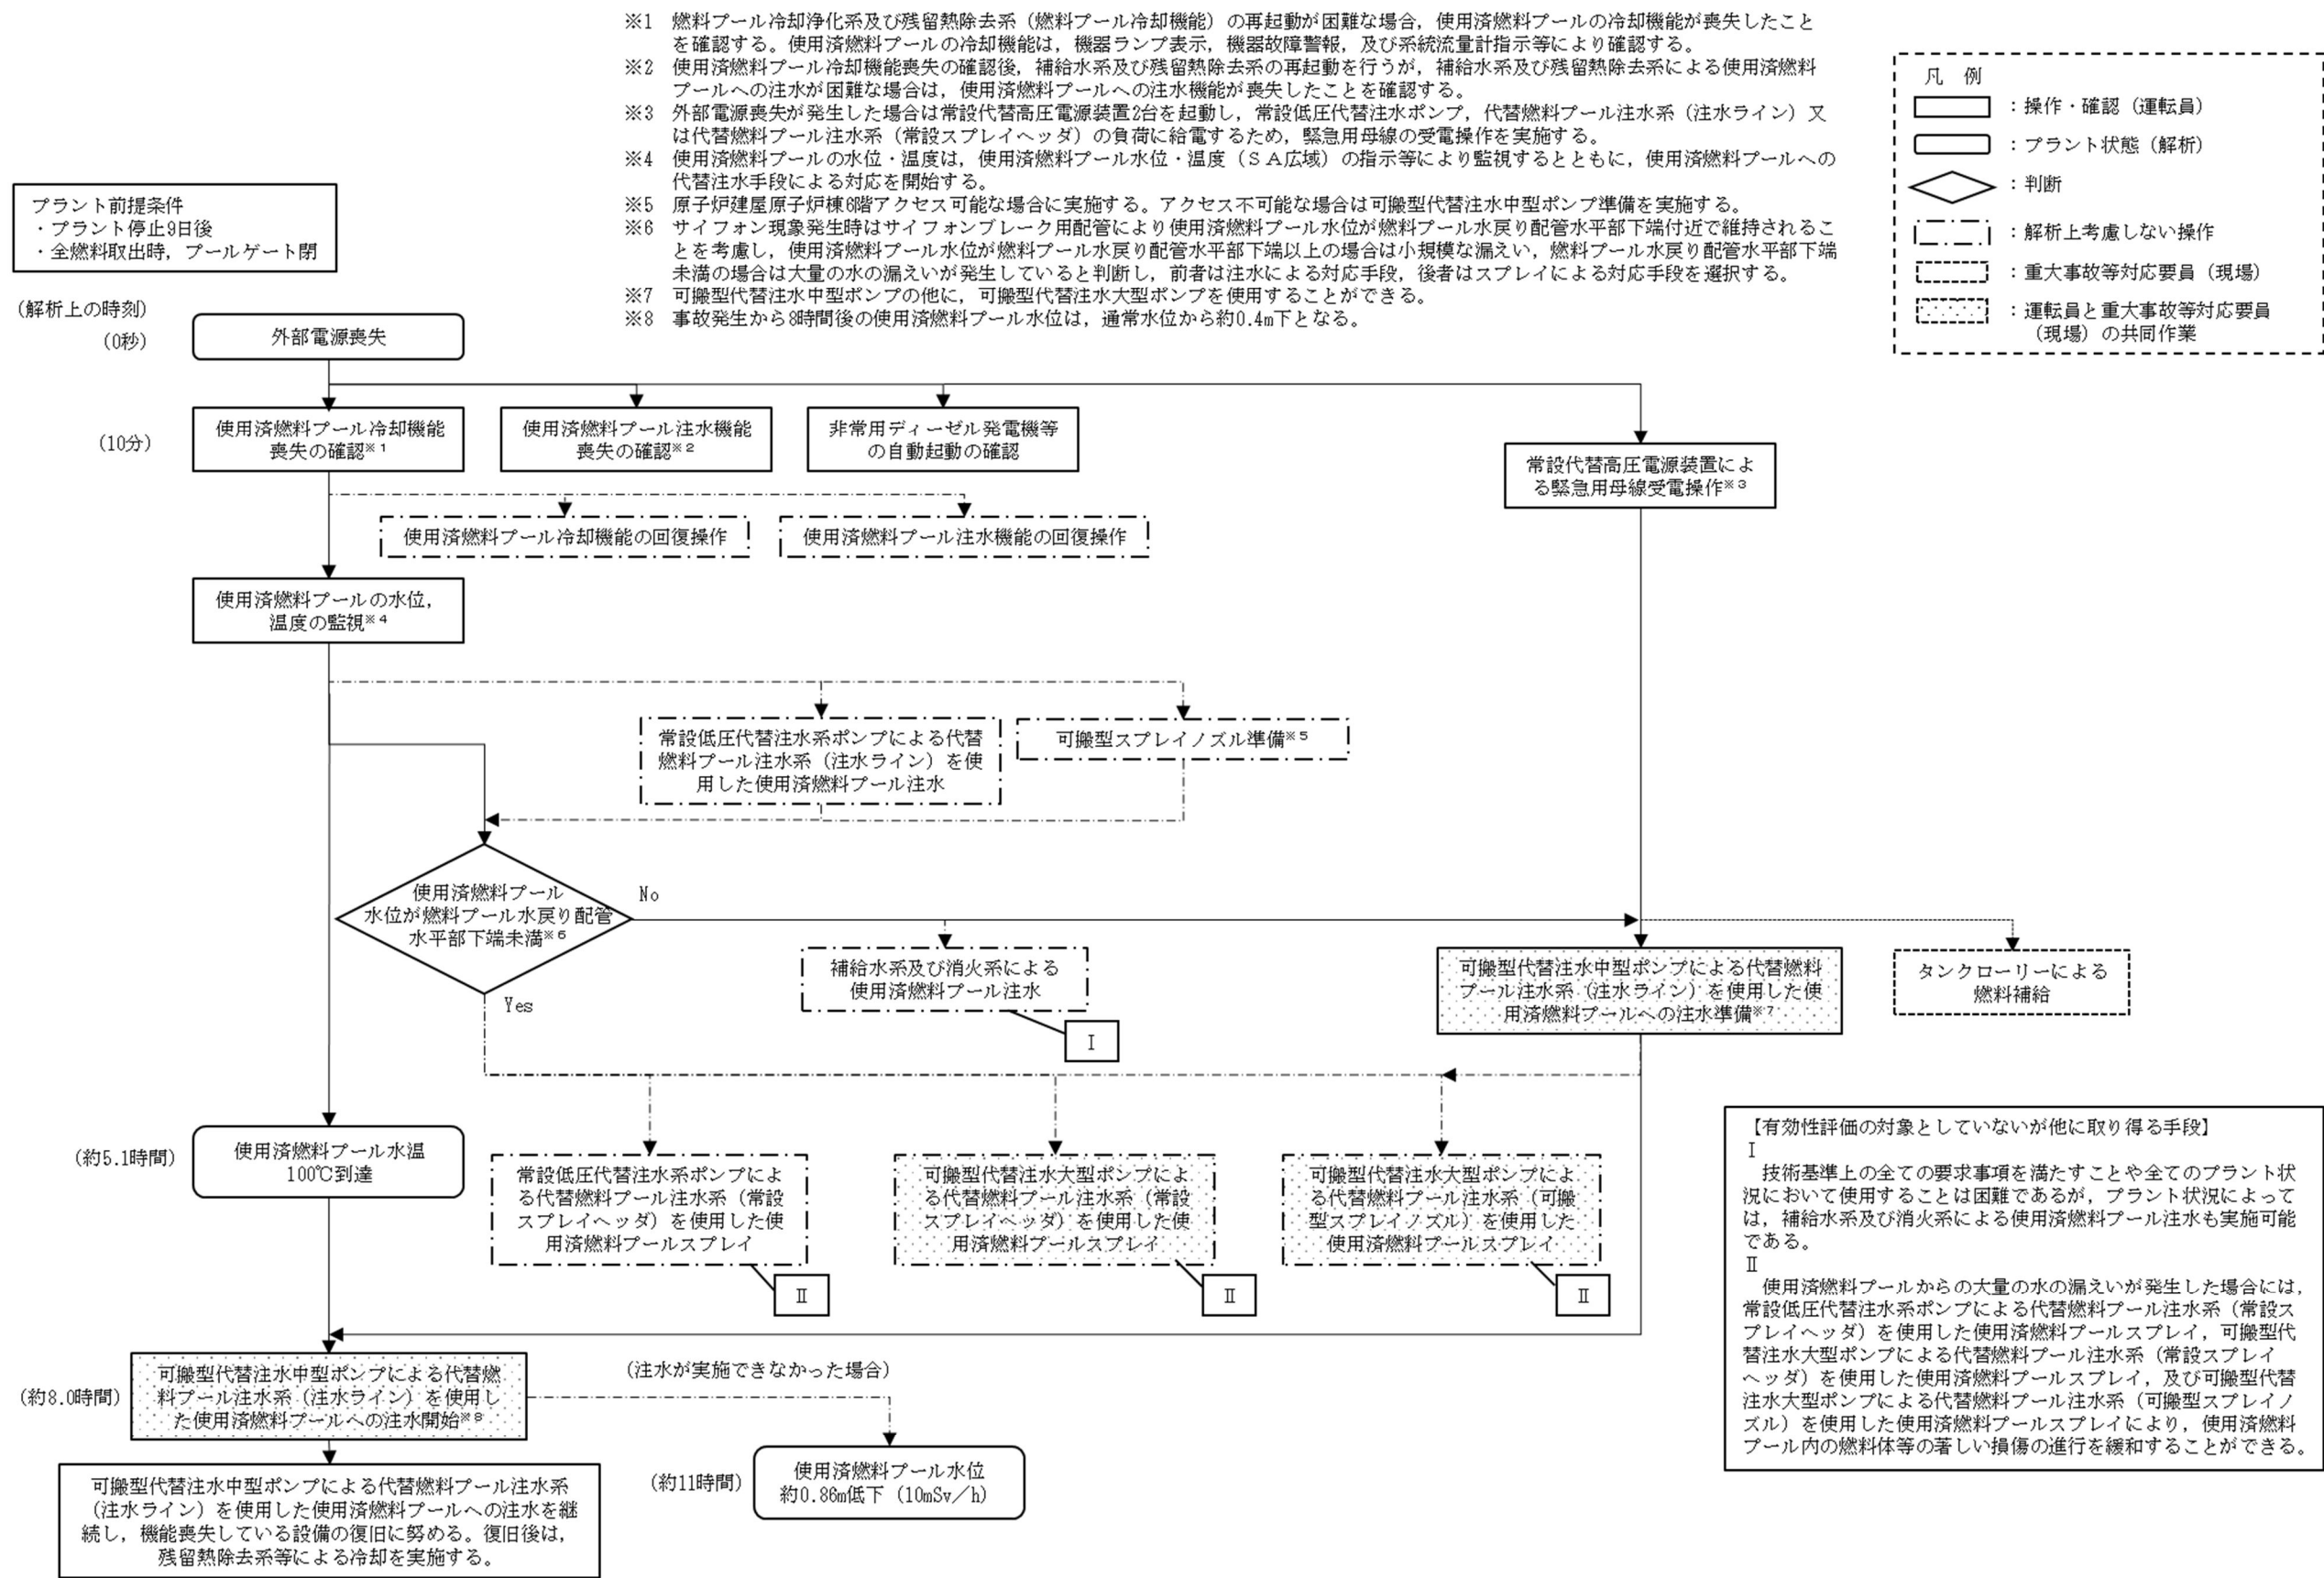 ※1 燃料プール冷却浄化系及び残留熱除去系（燃料プール冷却機能）の再起動が困難な場合，使用済燃料プールの冷却機能が喪失したこと
を確認する。使用済燃料プールの冷却機能は，機器ランプ表示，機器故障警報，及び系統流量計指示等により確認する。
※2 使用済燃料プール冷却機能喪失の確認後，補給水系及び残留熱除去系の再起動を行うが，補給水系及び残留熱除去系による使用済燃料
プールへの注水が困難な場合は，使用済燃料プールへの注水機能が喪失したことを確認する。
※3 外部電源喪失が発生した場合は常設代替高圧電源装置2台を起動し，常設低圧代替注水ポンプ，代替燃料プール注水系（注水ライン）又
は代替燃料プール注水系（常設スプレイヘッダ）の負荷に給電するため，緊急用母線の受電操作を実施する。
※4 使用済燃料プールの水位・温度は，使用済燃料プール水位・温度（ＳＡ広域）の指示等により監視するとともに，使用済燃料プールへの
代替注水手段による対応を開始する。
※5 原子炉建屋原子炉棟6階アクセス可能な場合に実施する。アクセス不可能な場合は可搬型代替注水中型ポンプ準備を実施する。
※6 サイフォン現象発生時はサイフォンブレーク用配管により使用済燃料プール水位が燃料プール水戻り配管水平部下端付近で維持されるこ
とを考慮し，使用済燃料プール水位が燃料プール水戻り配管水平部下端以上の場合は小規模な漏えい，燃料プール水戻り配管水平部下端
未満の場合は大量の水の漏えいが発生していると判断し，前者は注水による対応手段，後者はスプレイによる対応手段を選択する。
※7 可搬型代替注水中型ポンプの他に，可搬型代替注水大型ポンプを使用することができる。
※8 事故発生から8時間後の使用済燃料プール水位は，通常水位から約0.4m下となる。
凡 例
：操作・確認（運転員）
：プラント状態（解析）
：判断
：解析上考慮しない操作
：重大事故等対応要員（現場）
：運転員と重大事故等対応要員
（現場）の共同作業
プラント前提条件
・プラント停止9日後
・全燃料取出時，プールゲート閉
（解析上の時刻）
（0秒）
外部電源喪失
（10分）
使用済燃料プール冷却機能
喪失の確認※1
使用済燃料プール注水機能
喪失の確認※2
非常用ディーゼル発電機等
の自動起動の確認
常設代替高圧電源装置によ
る緊急用母線受電操作※3
使用済燃料プール冷却機能の回復操作
使用済燃料プール注水機能の回復操作
使用済燃料プールの水位，
温度の監視※4
常設低圧代替注水系ポンプによる代替
燃料プール注水系（注水ライン）を使
用した使用済燃料プール注水
可搬型スプレイノズル準備※5
使用済燃料プール
水位が燃料プール水戻り配管
水平部下端未満※6
No
Yes
補給水系及び消火系による
使用済燃料プール注水
Ⅰ
可搬型代替注水中型ポンプによる代替燃料
プール注水系（注水ライン）を使用した使
用済燃料プールへの注水準備※7
タンクローリーによる
燃料補給
（約5.1時間）
使用済燃料プール水温
100℃到達
常設低圧代替注水系ポンプによ
る代替燃料プール注水系（常設
スプレイヘッダ）を使用した使
用済燃料プールスプレイ
Ⅱ
可搬型代替注水大型ポンプによ
る代替燃料プール注水系（常設
スプレイヘッダ）を使用した使
用済燃料プールスプレイ
Ⅱ
可搬型代替注水大型ポンプによ
る代替燃料プール注水系（可搬
型スプレイノズル）を使用した
使用済燃料プールスプレイ
Ⅱ
【有効性評価の対象としていないが他に取り得る手段】
Ⅰ
技術基準上の全ての要求事項を満たすことや全てのプラント状
況において使用することは困難であるが，プラント状況によって
は，補給水系及び消火系による使用済燃料プール注水も実施可能
である。
Ⅱ
使用済燃料プールからの大量の水の漏えいが発生した場合には，
常設低圧代替注水系ポンプによる代替燃料プール注水系（常設ス
プレイヘッダ）を使用した使用済燃料プールスプレイ，可搬型代
替注水大型ポンプによる代替燃料プール注水系（常設スプレイ
ヘッダ）を使用した使用済燃料プールスプレイ，及び可搬型代替
注水大型ポンプによる代替燃料プール注水系（可搬型スプレイノ
ズル）を使用した使用済燃料プールスプレイにより，使用済燃料
プール内の燃料体等の著しい損傷の進行を緩和することができる。
（約8.0時間）
可搬型代替注水中型ポンプによる代替燃
料プール注水系（注水ライン）を使用し
た使用済燃料プールへの注水開始※8
（注水が実施できなかった場合）
（約11時間）
使用済燃料プール水位
約0.86m低下（10mSv／h）
可搬型代替注水中型ポンプによる代替燃料プール注水系
（注水ライン）を使用した使用済燃料プールへの注水を継
続し，機能喪失している設備の復旧に努める。復旧後は，
残留熱除去系等による冷却を実施する。